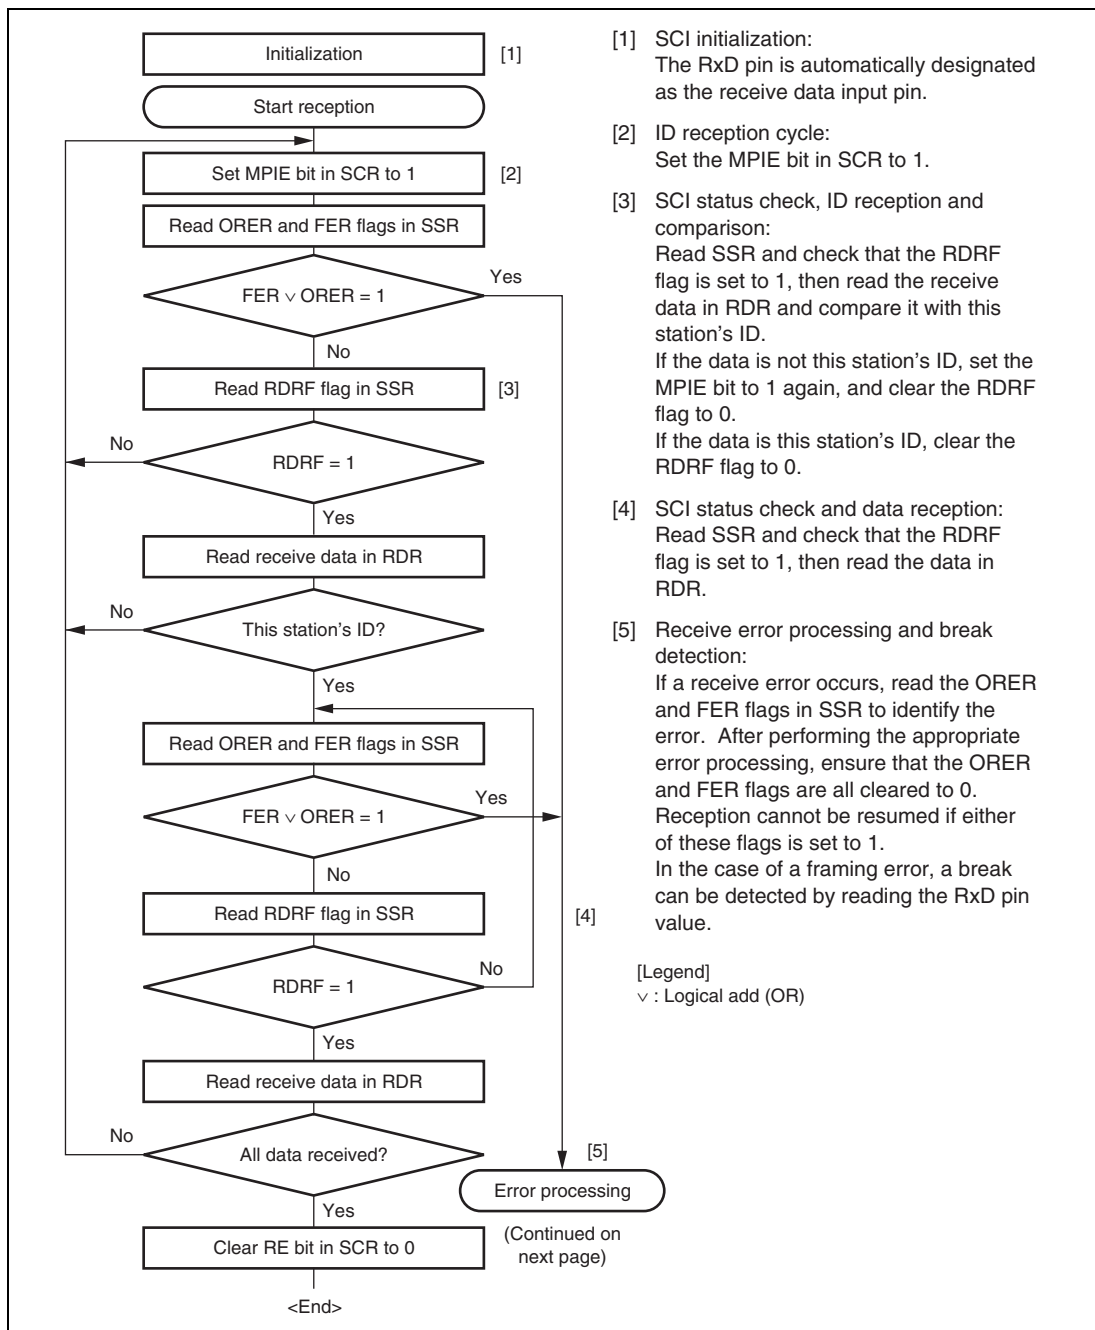 Initialization
[1]
Start reception
Set MPIE bit in SCR to 1
[2]
Read ORER and FER flags in SSR
Yes
FER ∨ ORER = 1
No
Read RDRF flag in SSR
[3]
No
RDRF = 1
Yes
Read receive data in RDR
No
This station's ID?
Yes
Read ORER and FER flags in SSR
Yes
FER ∨ ORER = 1
No
Read RDRF flag in SSR
[4]
No
RDRF = 1
Yes
Read receive data in RDR
No
All data received?
[5]
Error processing
Yes
(Continued on
next page)
Clear RE bit in SCR to 0
<End>
[1] SCI initialization:
The RxD pin is automatically designated
as the receive data input pin.
[2] ID reception cycle:
Set the MPIE bit in SCR to 1.
[3] SCI status check, ID reception and
comparison:
Read SSR and check that the RDRF
flag is set to 1, then read the receive
data in RDR and compare it with this
station's ID.
If the data is not this station's ID, set the
MPIE bit to 1 again, and clear the RDRF
flag to 0.
If the data is this station's ID, clear the
RDRF flag to 0.
[4] SCI status check and data reception:
Read SSR and check that the RDRF
flag is set to 1, then read the data in
RDR.
[5] Receive error processing and break
detection:
If a receive error occurs, read the ORER
and FER flags in SSR to identify the
error. After performing the appropriate
error processing, ensure that the ORER
and FER flags are all cleared to 0.
Reception cannot be resumed if either
of these flags is set to 1.
In the case of a framing error, a break
can be detected by reading the RxD pin
value.
[Legend]
∨ : Logical add (OR)